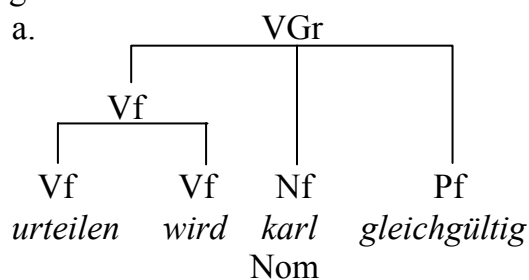 a.
VGr
Vf
Vf Vf Nf Pf
urteilen wird karl gleichgültig
Nom